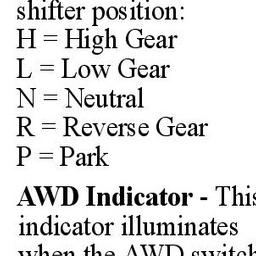 shifter position:
H = High Gear
L = Low Gear
N = Neutral
R = Reverse Gear
P = Park
AWD Indicator - This
indicator illuminates
when the AWD switch